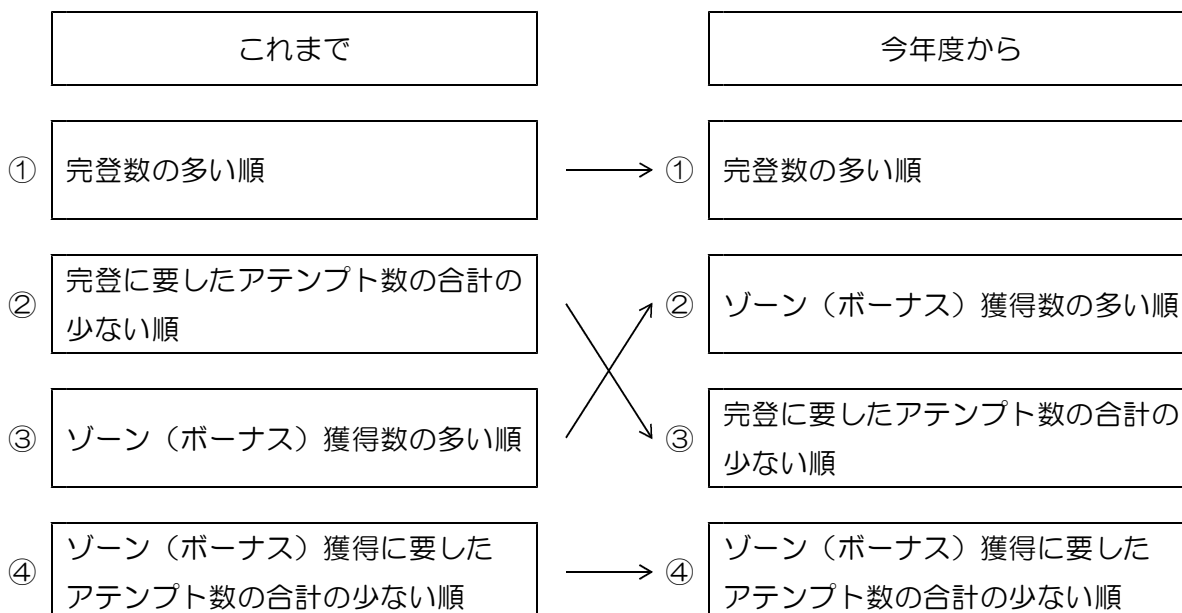 これまで
今年度から
① 完登数の多い順
① 完登数の多い順
② 完登に要したアテンプト数の合計の
少ない順
② ゾーン（ボーナス）獲得数の多い順
③ ゾーン（ボーナス）獲得数の多い順
③ 完登に要したアテンプト数の合計の
少ない順
④ ゾーン（ボーナス）獲得に要した
アテンプト数の合計の少ない順
④ ゾーン（ボーナス）獲得に要した
アテンプト数の合計の少ない順